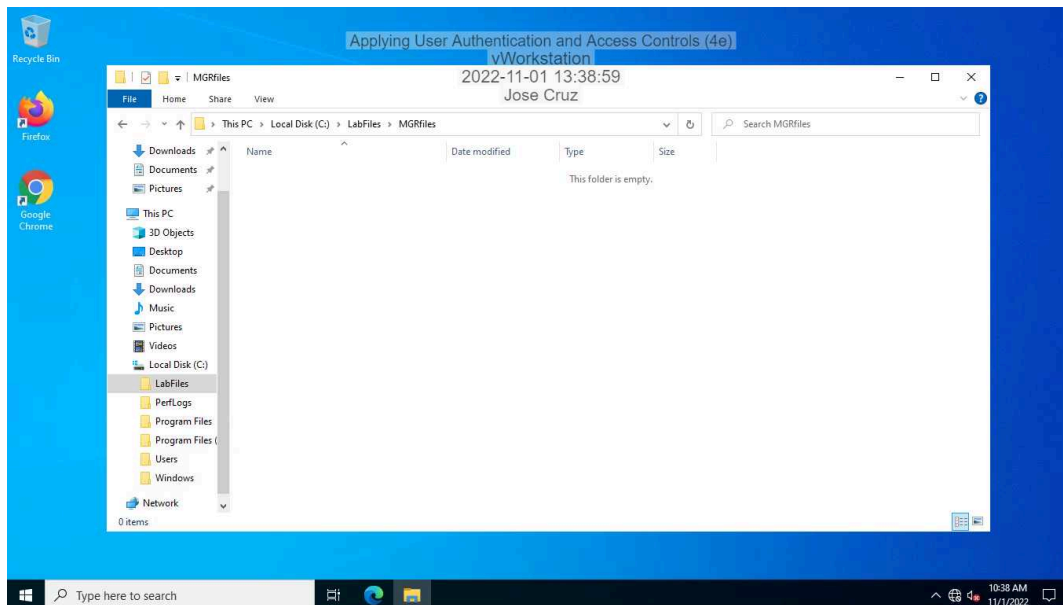 Recycle Bin
Firefox
Google
Chrome
Applying User Authentication and Access Controls (4e)
vWorkstation
2022-11-01 13:38:59
Jose Cruz
MGRfiles
File Home Share View
This PC > Local Disk (C:) > LabFiles > MGRfiles
Search MGRfiles
Name Date modified Type Size
This folder is empty.
Downloads
Documents
Pictures
This PC
3D Objects
Desktop
Documents
Downloads
Music
Pictures
Videos
Local Disk (C:)
LabFiles
PerfLogs
Program Files
Program Files (
Users
Windows
Network
0 items
Type here to search
10:38 AM
11/1/2022